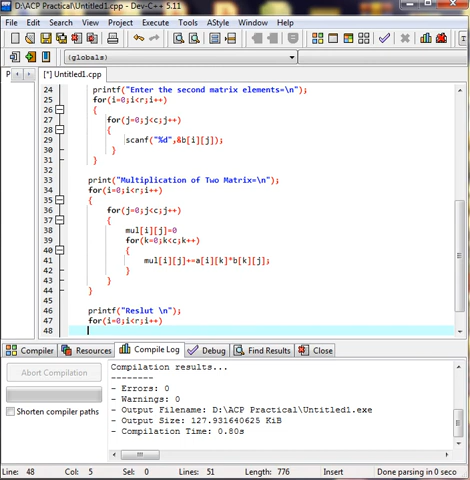 D:\ACP Practical\Untitled1.cpp - Dev-C++ 5.11
File Edit Search View Project Execute Tools AStyle Window Help
(globals)
P
[*] Untitled1.cpp
24 printf("Enter the second matrix elements=\n");
25 for(i=0;i<r;i++)
26 {
27 for(j=0;j<c;j++)
28 {
29 scanf("%d",&b[i][j]);
30 }
31 }
32
33 print("Multiplication of Two Matrix=\n");
34 for(i=0;i<r;i++)
35 {
36 for(j=0;j<c;j++)
37 {
38 mul[i][j]=0
39 for(k=0;k<c;k++)
40 {
41 mul[i][j]+=a[i][k]*b[k][j];
42 }
43 }
44 }
45
46 printf("Reslut \n");
47 for(i=0;i<r;i++)
48
Compiler Resources Compile Log Debug Find Results Close
Abort Compilation
Shorten compiler paths
Compilation results...
--------
- Errors: 0
- Warnings: 0
- Output Filename: D:\ACP Practical\Untitled1.exe
- Output Size: 127.931640625 KiB
- Compilation Time: 0.80s
Line: 48 Col: 5 Sel: 0 Lines: 51 Length: 776 Insert Done parsing in 0 seco